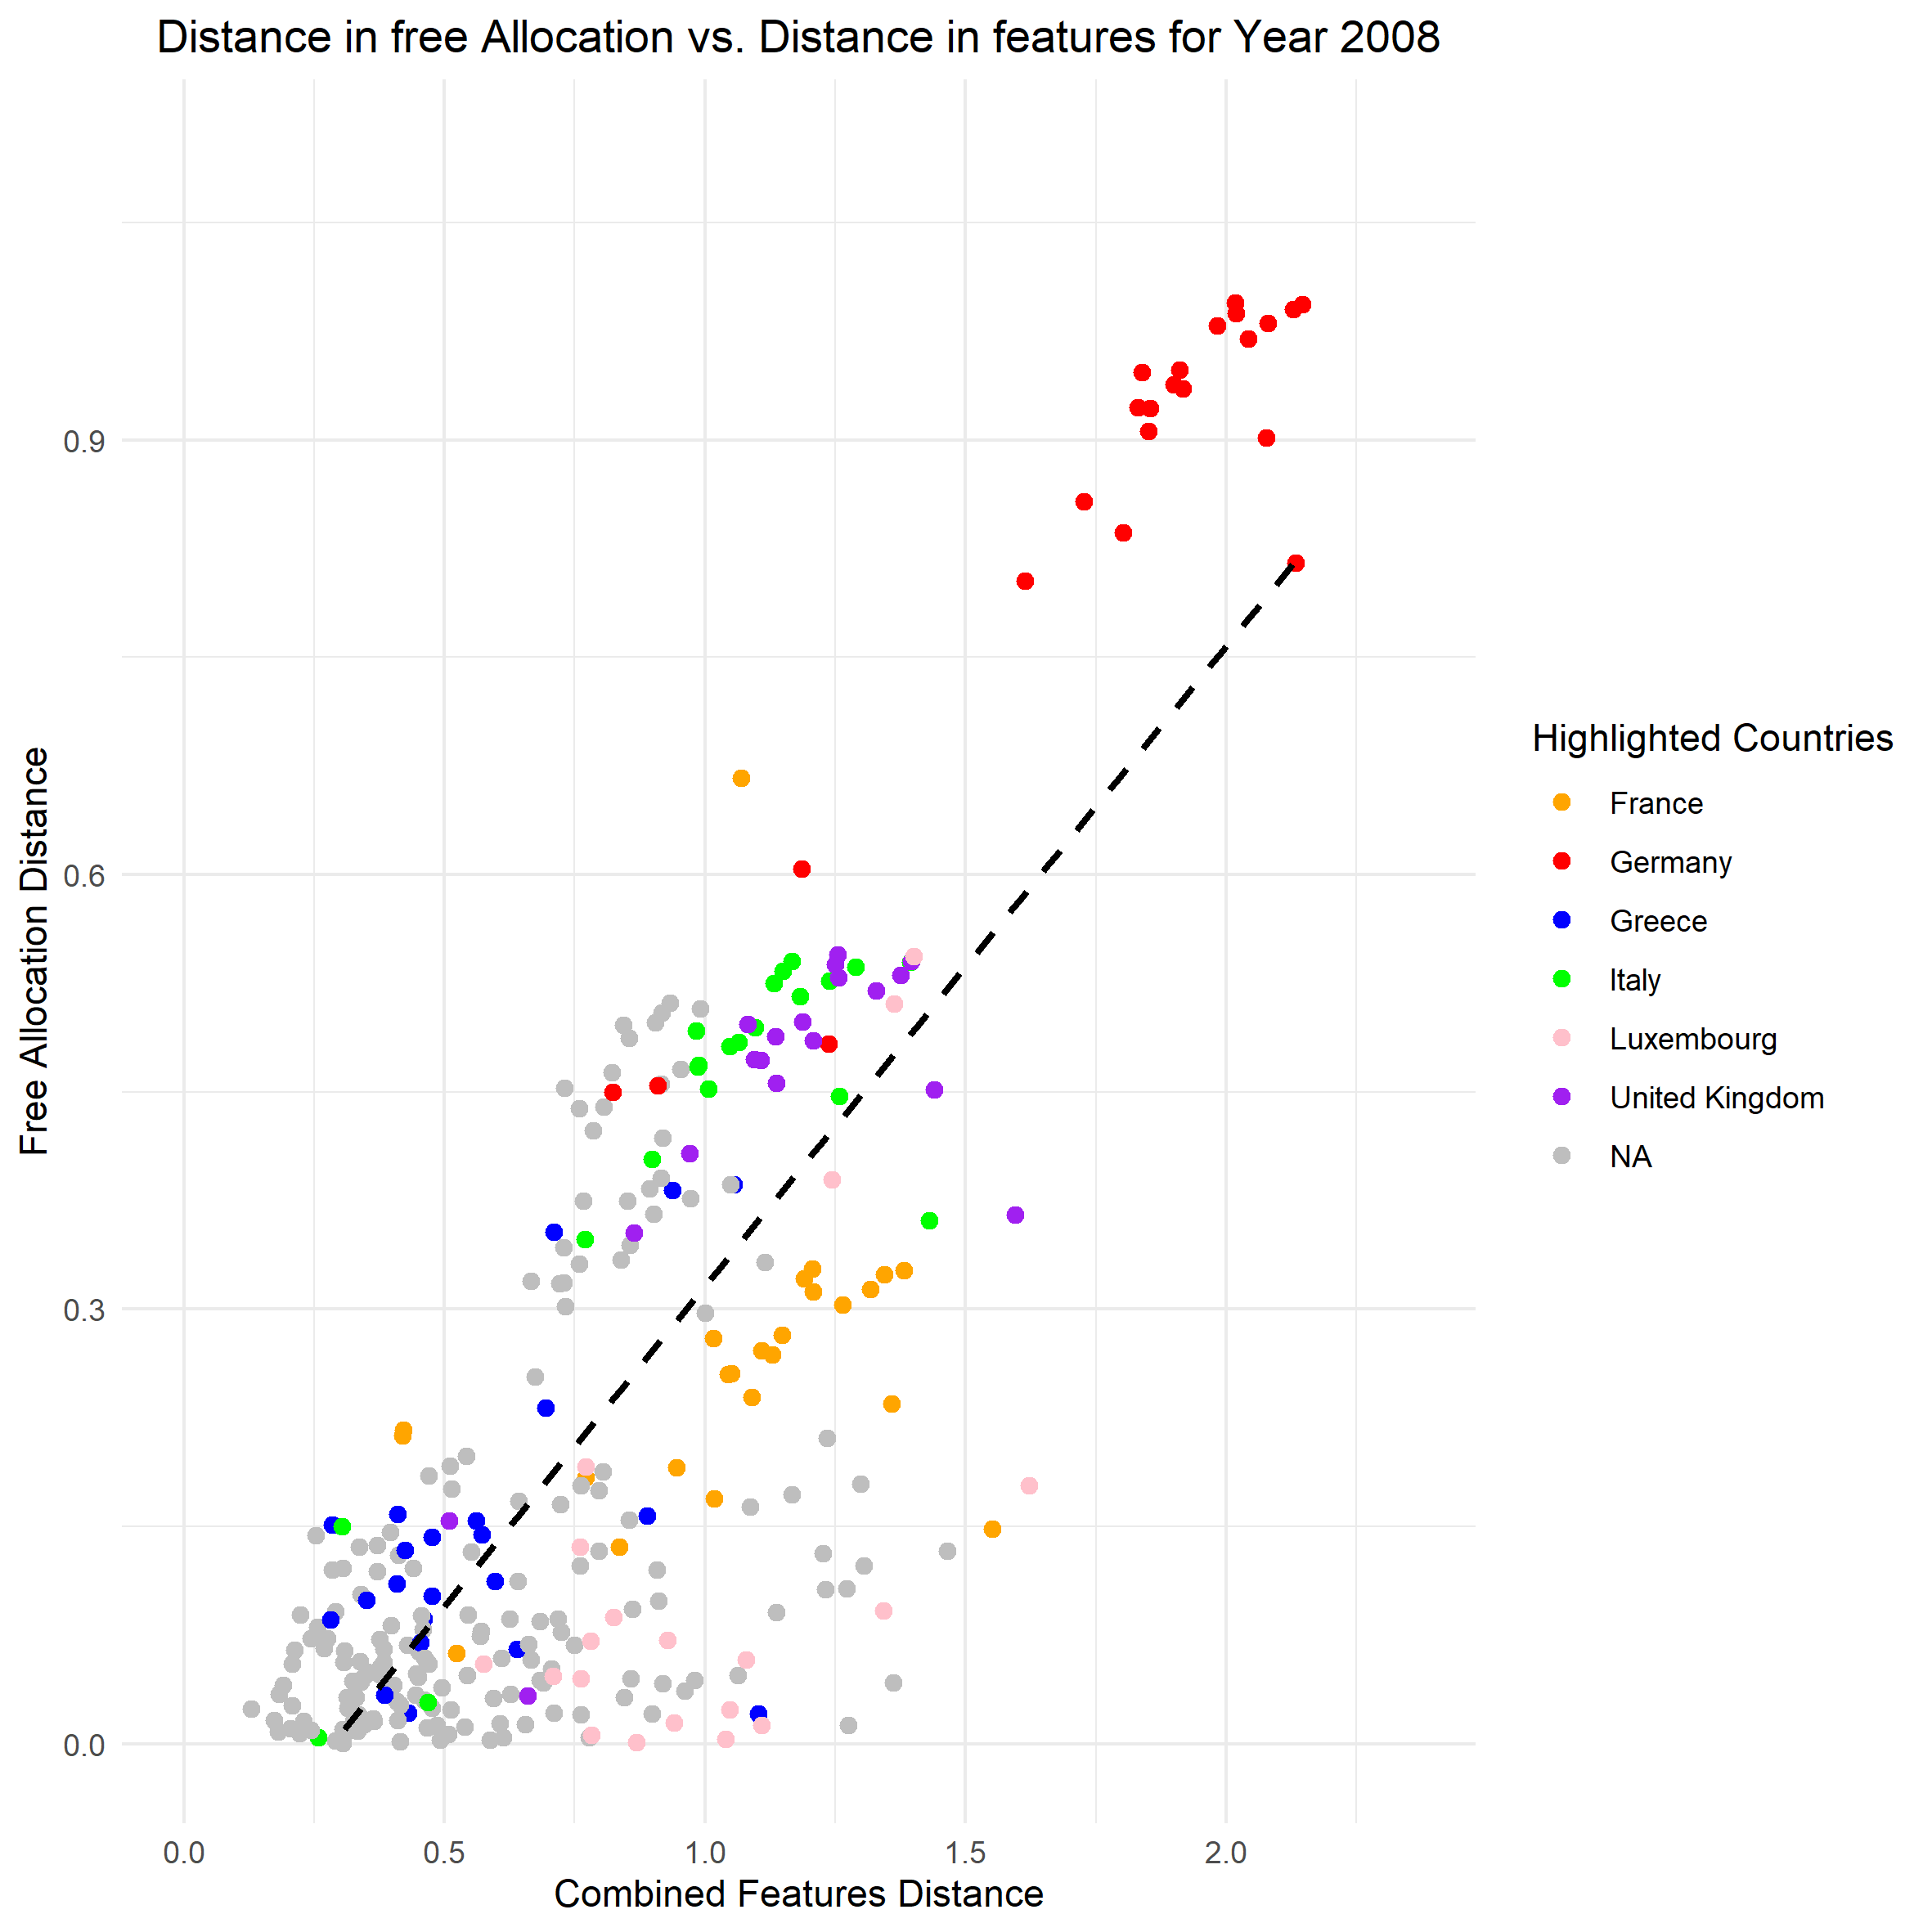 Distance in free Allocation vs. Distance in features for Year 2008
Free Allocation Distance
0.9
0.6
0.3
0.0
0.0 0.5 1.0 1.5 2.0
Combined Features Distance
Highlighted Countries
France
Germany
Greece
Italy
Luxembourg
United Kingdom
NA